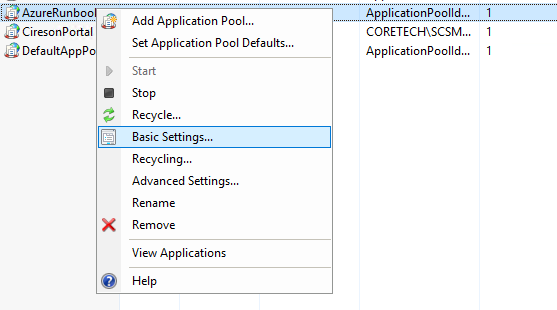 AzureRunboo
ApplicationPoolId...
1
CiresonPortal
CORETECH\SCSM...
1
DefaultAppPo
ApplicationPoolId...
1
Add Application Pool...
Set Application Pool Defaults...
Start
Stop
Recycle...
Basic Settings...
Recycling...
Advanced Settings...
Rename
Remove
View Applications
Help